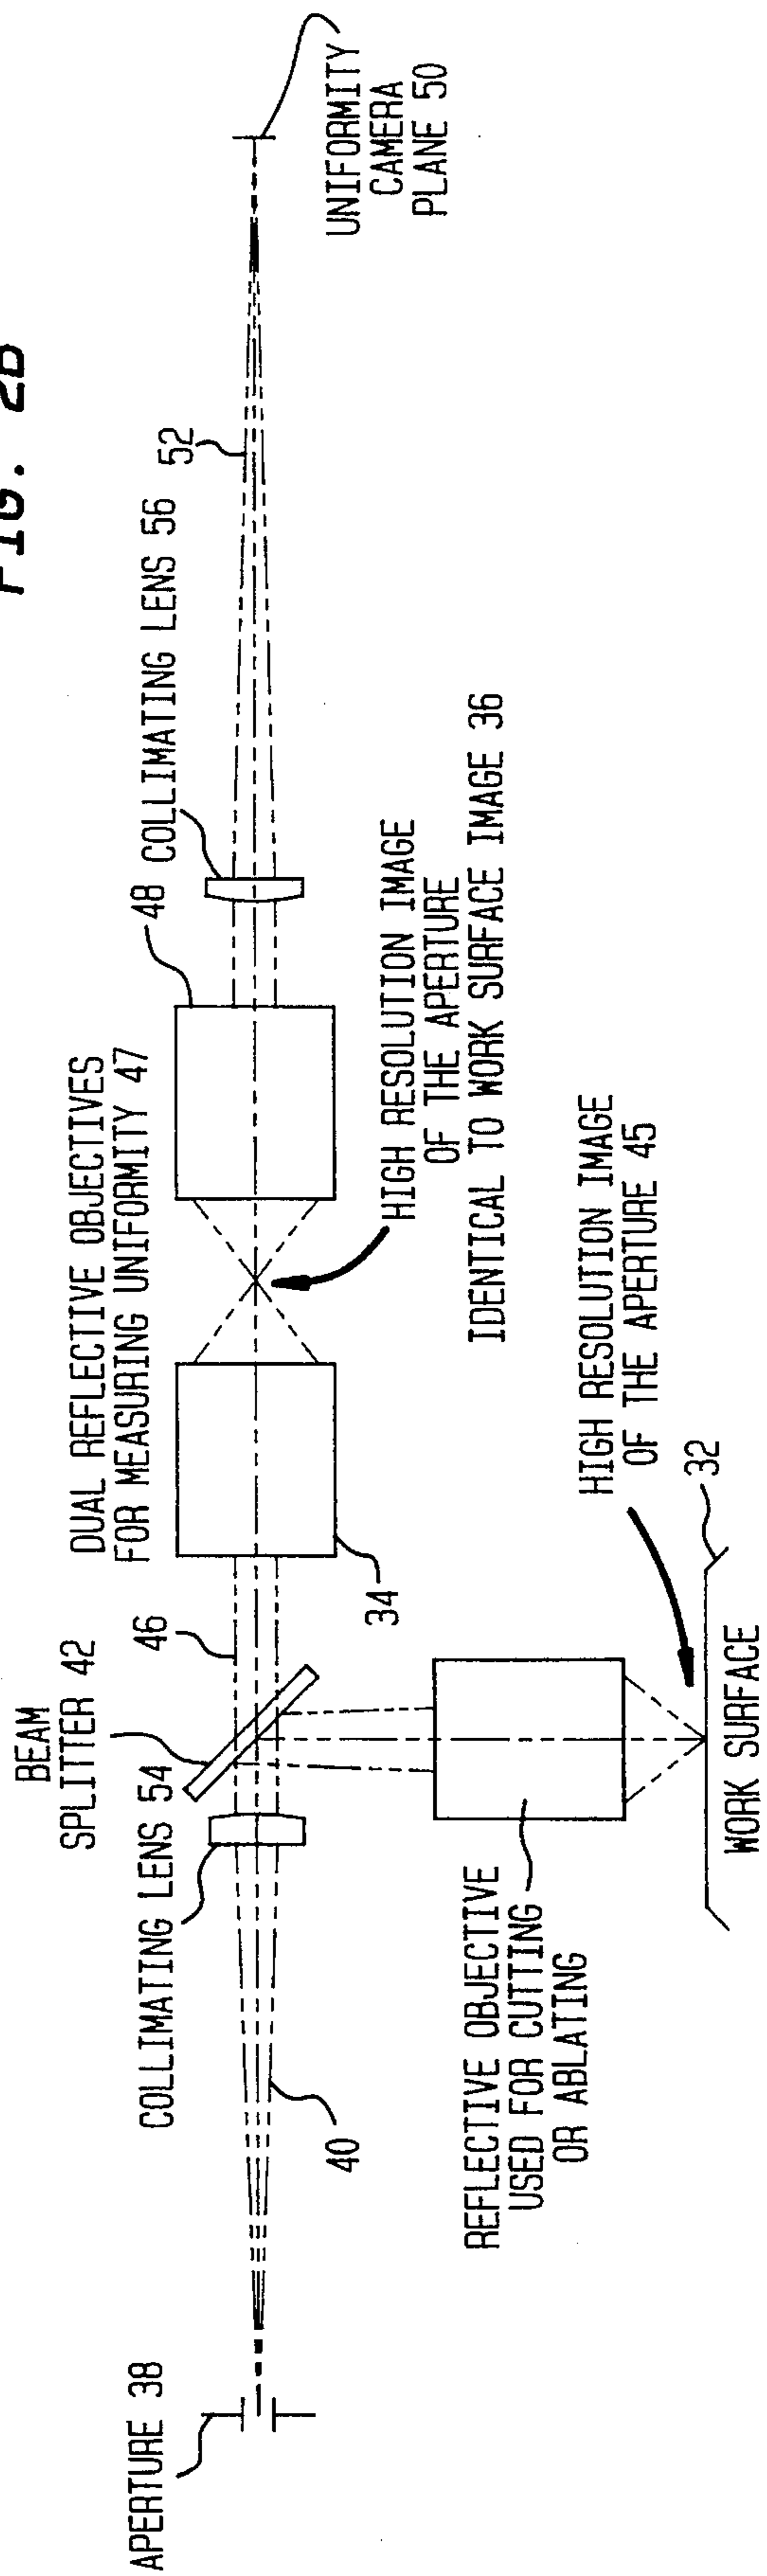 FIG. 2B
APERTURE 38
40
COLLIMATING LENS 54
BEAM
SPLITTER 42
46
DUAL REFLECTIVE OBJECTIVES
FOR MEASURING UNIFORMITY 47
34
48
COLLIMATING LENS 56
52
UNIFORMITY
CAMERA
PLANE 50
HIGH RESOLUTION IMAGE
OF THE APERTURE
IDENTICAL TO WORK SURFACE IMAGE 36
HIGH RESOLUTION IMAGE
OF THE APERTURE 45
32
WORK SURFACE
REFLECTIVE OBJECTIVE
USED FOR CUTTING
OR ABLATING